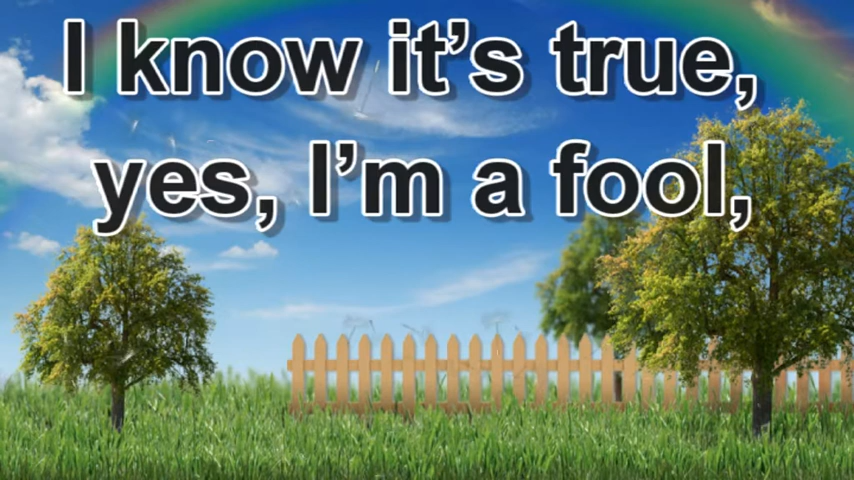 I know it’s true,
yes, I’m a fool,